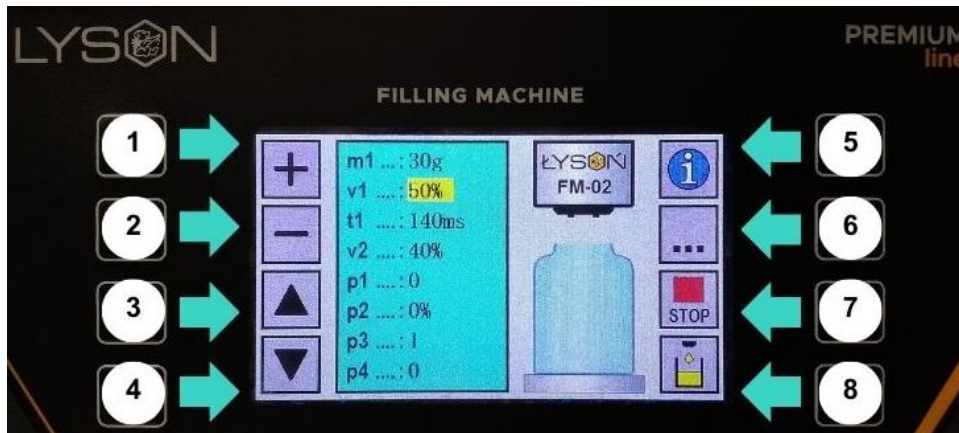 LYSON
PREMIUM
line
FILLING MACHINE
1
2
3
4
m1 ...: 30g
v1 ....: 50%
t1 ....: 140ms
v2 ....: 40%
p1 ....: 0
p2 ....: 0%
p3 ....: 1
p4 ....: 0
ŁYSOŃ
FM-02
...
STOP
5
6
7
8